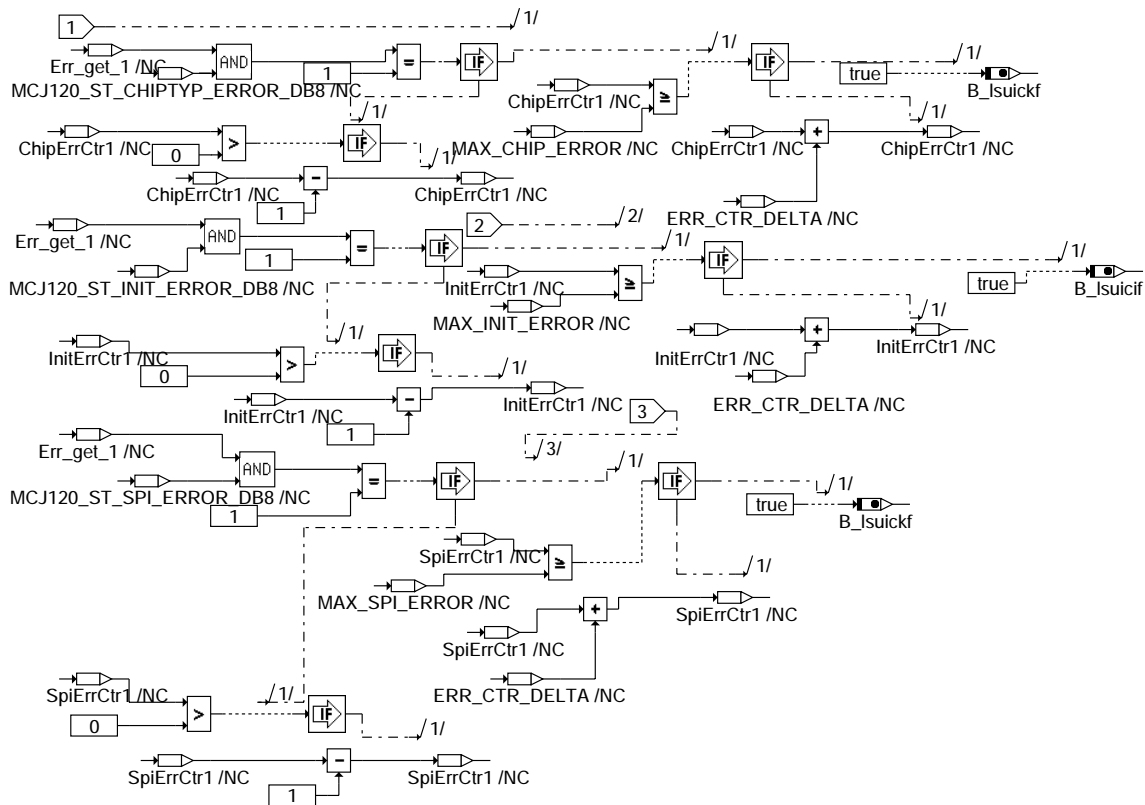 1
/1/
Err_get_1 /NC
AND
MCJ120_ST_CHIPTYP_ERROR_DB8 /NC
1
=
IF
/1/
IF
/1/
true
B_lsuickf
ChipErrCtr1 /NC
≥
MAX_CHIP_ERROR /NC
/1/
ChipErrCtr1 /NC
0
>
IF
/1/
/1/
ChipErrCtr1 /NC
+
ChipErrCtr1 /NC
ERR_CTR_DELTA /NC
ChipErrCtr1 /NC
1
-
ChipErrCtr1 /NC
2
/2/
Err_get_1 /NC
AND
MCJ120_ST_INIT_ERROR_DB8 /NC
1
=
IF
/1/
IF
/1/
true
B_lsuicif
InitErrCtr1 /NC
≥
MAX_INIT_ERROR /NC
/1/
InitErrCtr1 /NC
0
>
/1/
IF
/1/
InitErrCtr1 /NC
+
InitErrCtr1 /NC
ERR_CTR_DELTA /NC
InitErrCtr1 /NC
1
-
InitErrCtr1 /NC
3
/3/
Err_get_1 /NC
AND
MCJ120_ST_SPI_ERROR_DB8 /NC
1
=
IF
/1/
IF
/1/
true
B_lsuickf
SpiErrCtr1 /NC
≥
MAX_SPI_ERROR /NC
/1/
SpiErrCtr1 /NC
+
SpiErrCtr1 /NC
ERR_CTR_DELTA /NC
SpiErrCtr1 /NC
0
>
/1/
IF
/1/
SpiErrCtr1 /NC
1
-
SpiErrCtr1 /NC